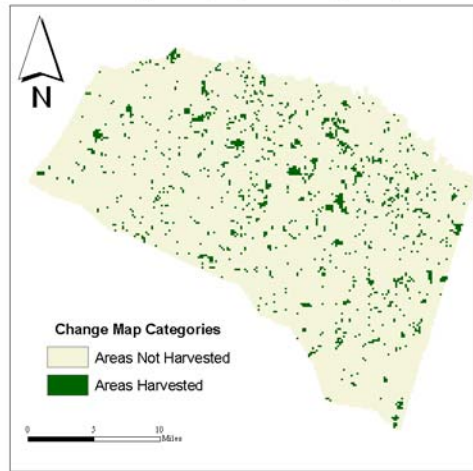 N
Change Map Categories
Areas Not Harvested
Areas Harvested
0 5 10
Miles